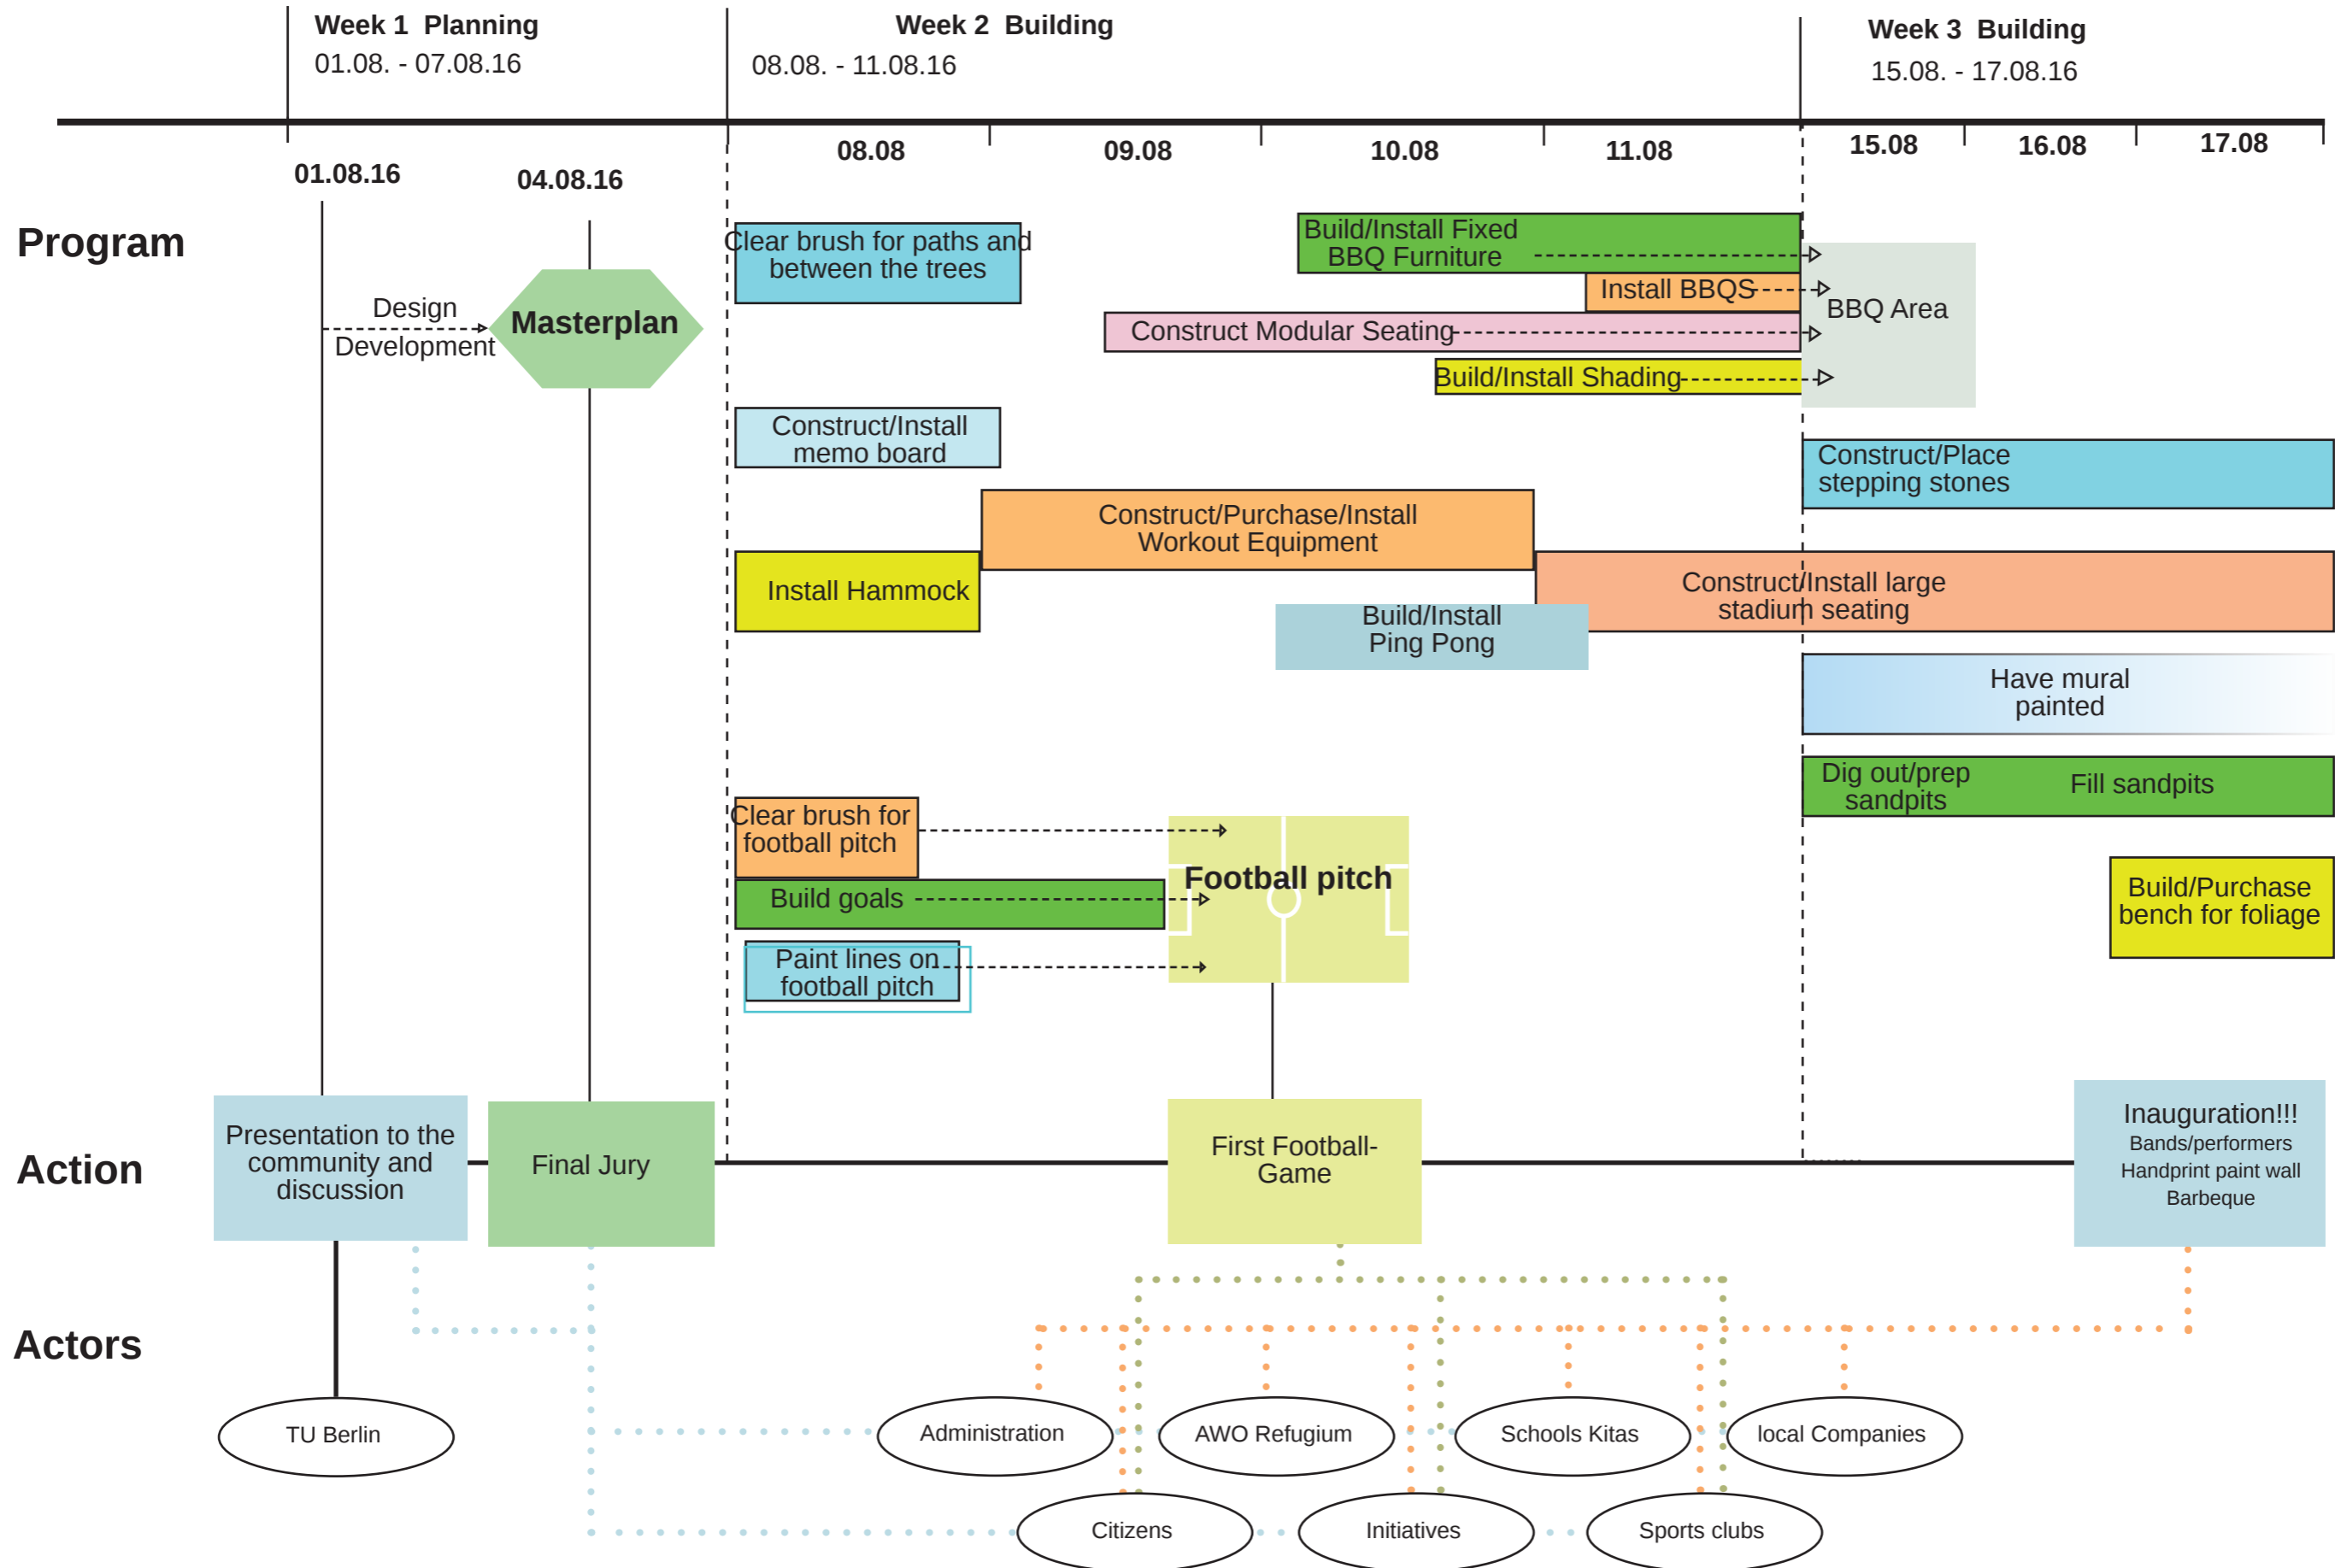 Week 1  Planning
01.08. - 07.08.16
Week 2  Building
08.08. - 11.08.16
Week 3  Building
15.08. - 17.08.16
01.08.16
04.08.16
08.08
09.08
10.08
11.08
15.08
16.08
17.08
Program
Design
Development
Masterplan
Clear brush for paths and
between the trees
Build/Install Fixed
BBQ Furniture
Install BBQS
Construct Modular Seating
Build/Install Shading
BBQ Area
Construct/Install
memo board
Construct/Place
stepping stones
Construct/Purchase/Install
Workout Equipment
Install Hammock
Construct/Install large
stadium seating
Build/Install
Ping Pong
Have mural
painted
Dig out/prep
sandpits
Fill sandpits
Clear brush for
football pitch
Build goals
Paint lines on
football pitch
Football pitch
Build/Purchase
bench for foliage
Action
Presentation to the
community and
discussion
Final Jury
First Football-
Game
Inauguration!!!
Bands/performers
Handprint paint wall
Barbeque
Actors
TU Berlin
Administration
AWO Refugium
Schools Kitas
local Companies
Citizens
Initiatives
Sports clubs